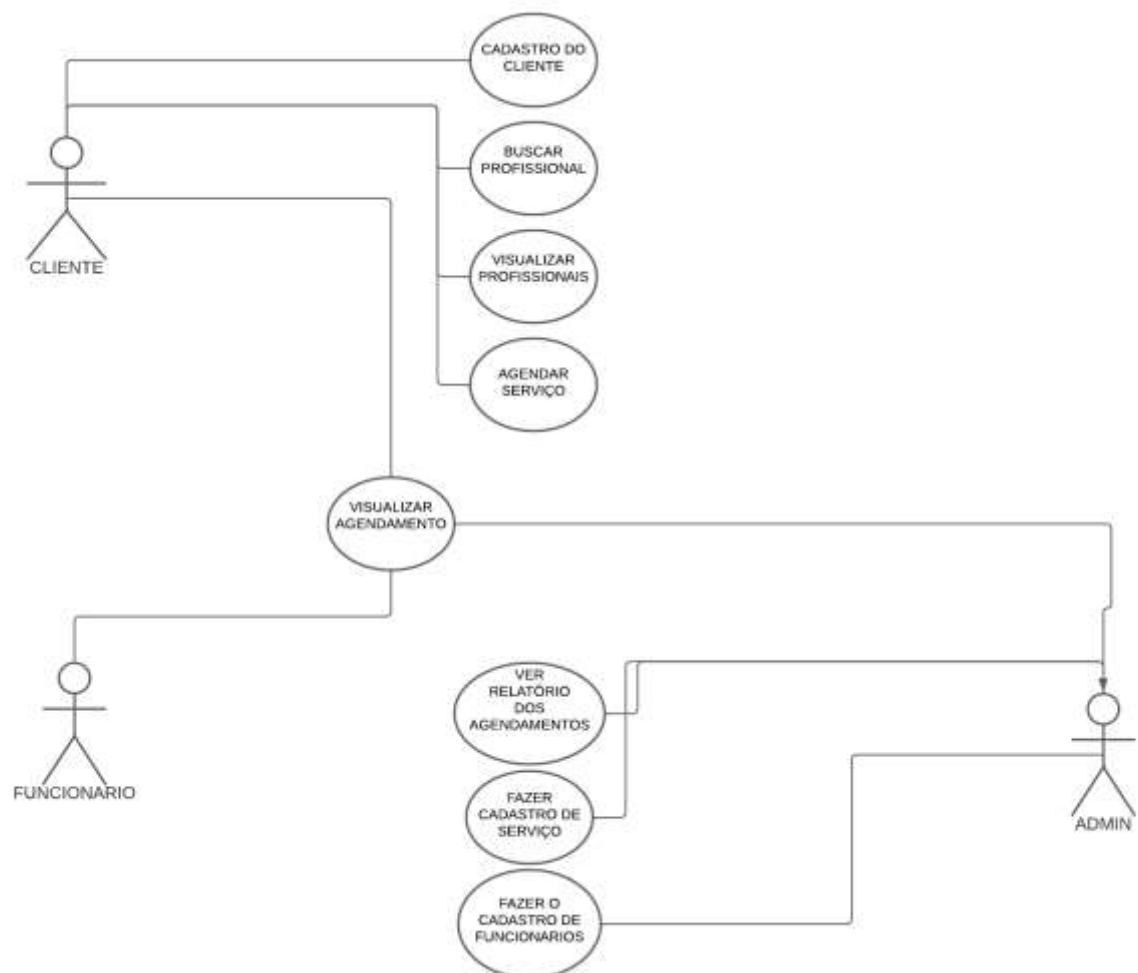 CADASTRO DO
CLIENTE
BUSCAR
PROFISSIONAL
CLIENTE
VISUALIZAR
PROFISSIONAIS
AGENDAR
SERVIÇO
VISUALIZAR
AGENDAMENTO
FUNCIONARIO
VER
RELATÓRIO
DOS
AGENDAMENTOS
FAZER
CADASTRO DE
SERVIÇO
ADMIN
FAZER O
CADASTRO DE
FUNCIONARIOS